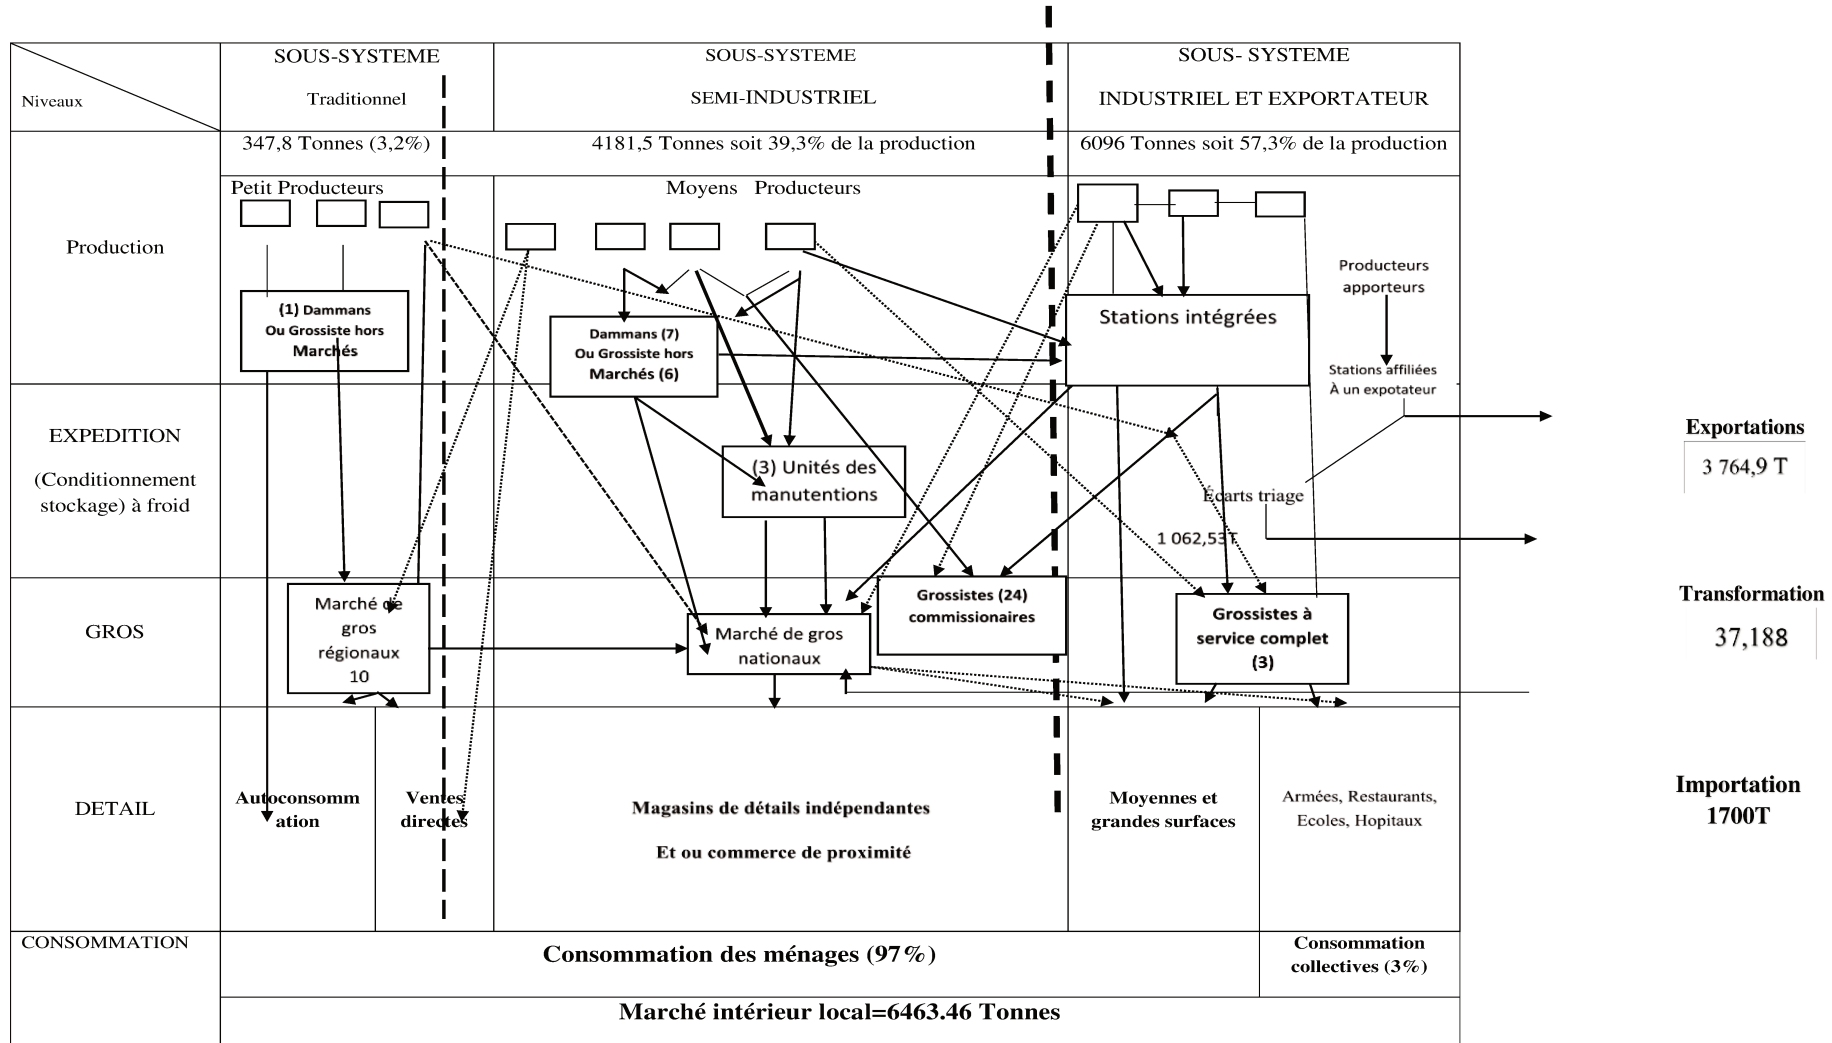 SOUS-SYSTEME
Traditionnel
SOUS-SYSTEME
SEMI-INDUSTRIEL
SOUS- SYSTEME
INDUSTRIEL ET EXPORTATEUR
Niveaux
347,8 Tonnes (3,2%)
4181,5 Tonnes soit 39,3% de la production
6096 Tonnes soit 57,3% de la production
Production
Petit Producteurs
Moyens Producteurs
(1) Dammans
Ou Grossiste hors
Marchés
Dammans (7)
Ou Grossiste hors
Marchés (6)
Stations intégrées
Producteurs
apporteurs
Stations affiliées
À un expotateur
EXPEDITION
(Conditionnement
stockage) à froid
(3) Unités des
manutentions
Écarts triage
1 062,53T
Exportations
3 764,9 T
GROS
Marché de
gros
régionaux
10
Marché de gros
nationaux
Grossistes (24)
commissionaires
Grossistes à
service complet
(3)
Transformation
37,188
DETAIL
Autoconsomm
ation
Ventes
directes
Magasins de détails indépendantes
Et ou commerce de proximité
Moyennes et
grandes surfaces
Armées, Restaurants,
Ecoles, Hopitaux
Importation
1700T
CONSOMMATION
Consommation des ménages (97%)
Consommation
collectives (3%)
Marché intérieur local=6463.46 Tonnes